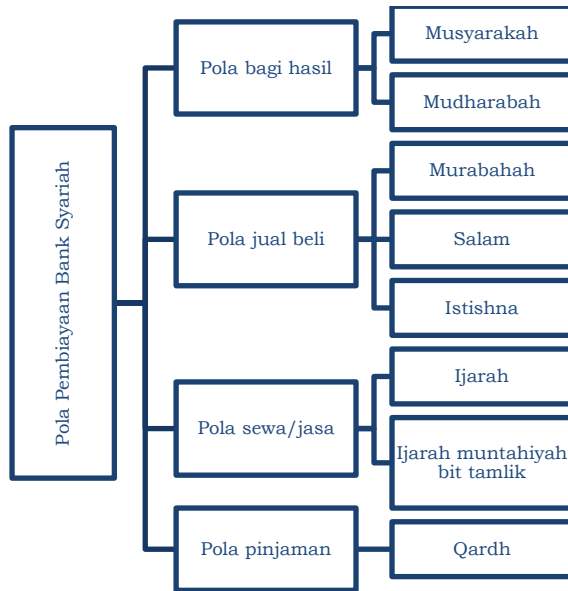 Pola Pembiayaan Bank Syariah
Pola bagi hasil
Musyarakah
Mudharabah
Pola jual beli
Murabahah
Salam
Istishna
Pola sewa/jasa
Ijarah
Ijarah muntahiyah
bit tamlik
Pola pinjaman
Qardh